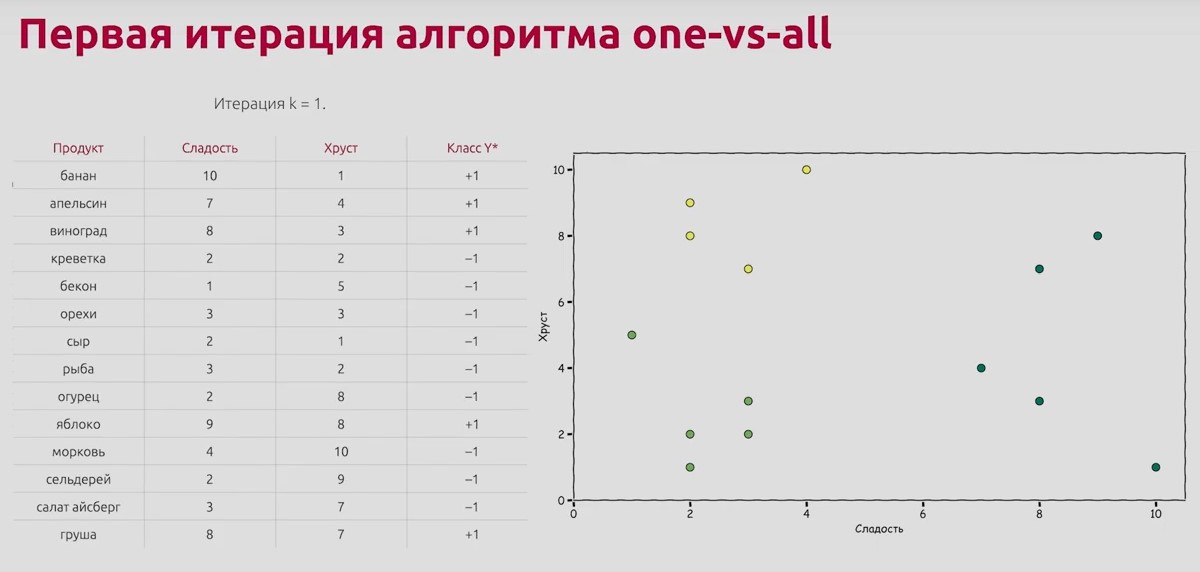 Первая итерация алгоритма one-vs-all
Итерация k = 1.
Продукт Сладость Хруст Класс Y*
банан 10 1 +1
апельсин 7 4 +1
виноград 8 3 +1
креветка 2 2 –1
бекон 1 5 –1
орехи 3 3 –1
сыр 2 1 –1
рыба 3 2 –1
огурец 2 8 –1
яблоко 9 8 +1
морковь 4 10 –1
сельдерей 2 9 –1
салат айсберг 3 7 –1
груша 8 7 +1
Хруст
10
8
6
4
2
0
0 2 4 6 8 10
Сладость